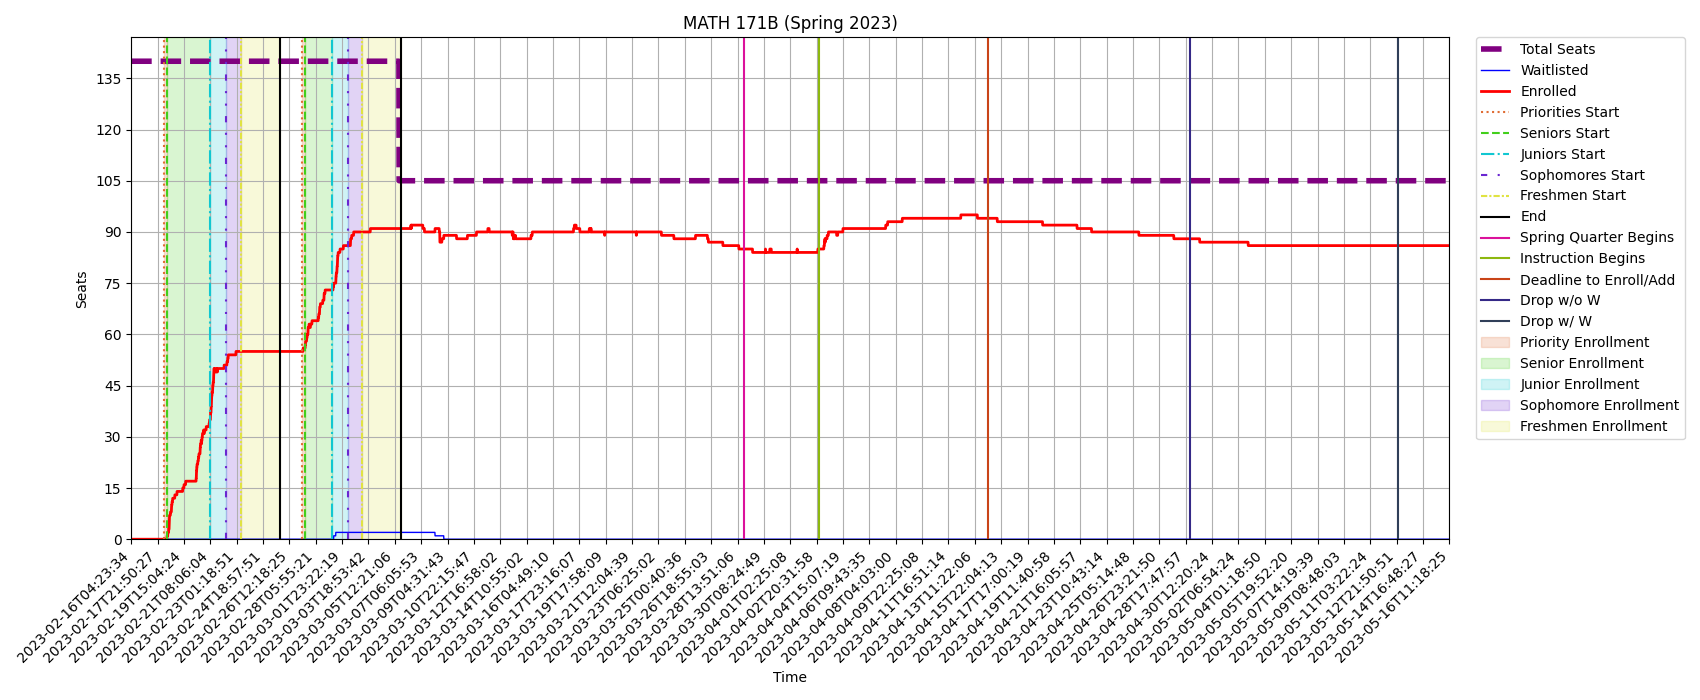 MATH 171B (Spring 2023)
Seats
135
120
105
90
75
60
45
30
15
0
2023-02-16T04:23:34
2023-02-17T21:50:27
2023-02-19T15:04:24
2023-02-21T08:06:04
2023-02-23T01:18:51
2023-02-24T18:57:51
2023-02-26T12:18:25
2023-02-28T05:55:21
2023-03-01T23:22:19
2023-03-03T18:53:42
2023-03-05T12:21:06
2023-03-07T06:05:53
2023-03-09T04:31:43
2023-03-10T22:15:47
2023-03-12T16:58:02
2023-03-14T10:55:02
2023-03-16T04:49:10
2023-03-17T23:16:07
2023-03-19T17:58:09
2023-03-21T12:04:39
2023-03-23T06:25:02
2023-03-25T00:40:36
2023-03-26T18:55:03
2023-03-28T13:51:06
2023-03-30T08:24:49
2023-04-01T02:25:08
2023-04-02T20:31:58
2023-04-04T15:07:19
2023-04-06T09:43:35
2023-04-08T04:03:00
2023-04-09T22:25:08
2023-04-11T16:51:14
2023-04-13T11:22:06
2023-04-15T22:04:13
2023-04-17T17:00:19
2023-04-19T11:40:58
2023-04-21T16:05:57
2023-04-23T10:43:14
2023-04-25T05:14:48
2023-04-26T23:21:50
2023-04-28T17:47:57
2023-04-30T12:20:24
2023-05-02T06:54:24
2023-05-04T01:18:50
2023-05-05T19:52:20
2023-05-07T14:19:39
2023-05-09T08:48:03
2023-05-11T03:22:24
2023-05-12T21:50:51
2023-05-14T16:48:27
2023-05-16T11:18:25
Time
Total Seats
Waitlisted
Enrolled
Priorities Start
Seniors Start
Juniors Start
Sophomores Start
Freshmen Start
End
Spring Quarter Begins
Instruction Begins
Deadline to Enroll/Add
Drop w/o W
Drop w/ W
Priority Enrollment
Senior Enrollment
Junior Enrollment
Sophomore Enrollment
Freshmen Enrollment